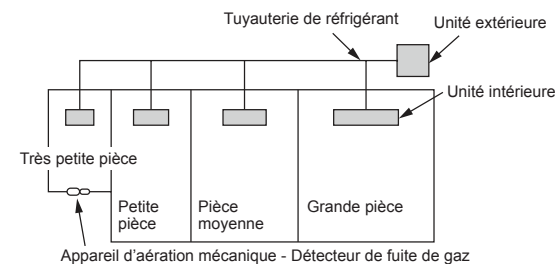 Tuyauterie de réfrigérant
Unité extérieure
Unité intérieure
Très petite pièce
Petite
pièce
Pièce
moyenne
Grande pièce
Appareil d'aération mécanique - Détecteur de fuite de gaz